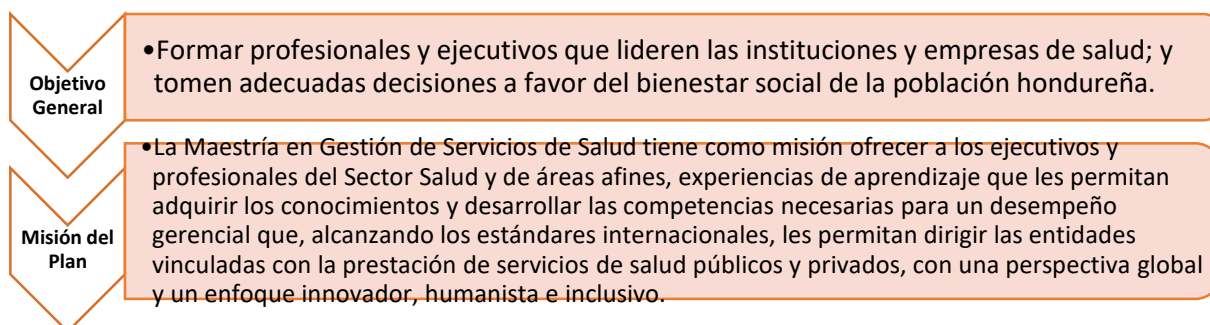 Objetivo
General
•Formar profesionales y ejecutivos que lideren las instituciones y empresas de salud; y
tomen adecuadas decisiones a favor del bienestar social de la población hondureña.
Misión del
Plan
•La Maestría en Gestión de Servicios de Salud tiene como misión ofrecer a los ejecutivos y
profesionales del Sector Salud y de áreas afines, experiencias de aprendizaje que les permitan
adquirir los conocimientos y desarrollar las competencias necesarias para un desempeño
gerencial que, alcanzando los estándares internacionales, les permitan dirigir las entidades
vinculadas con la prestación de servicios de salud públicos y privados, con una perspectiva global
y un enfoque innovador, humanista e inclusivo.